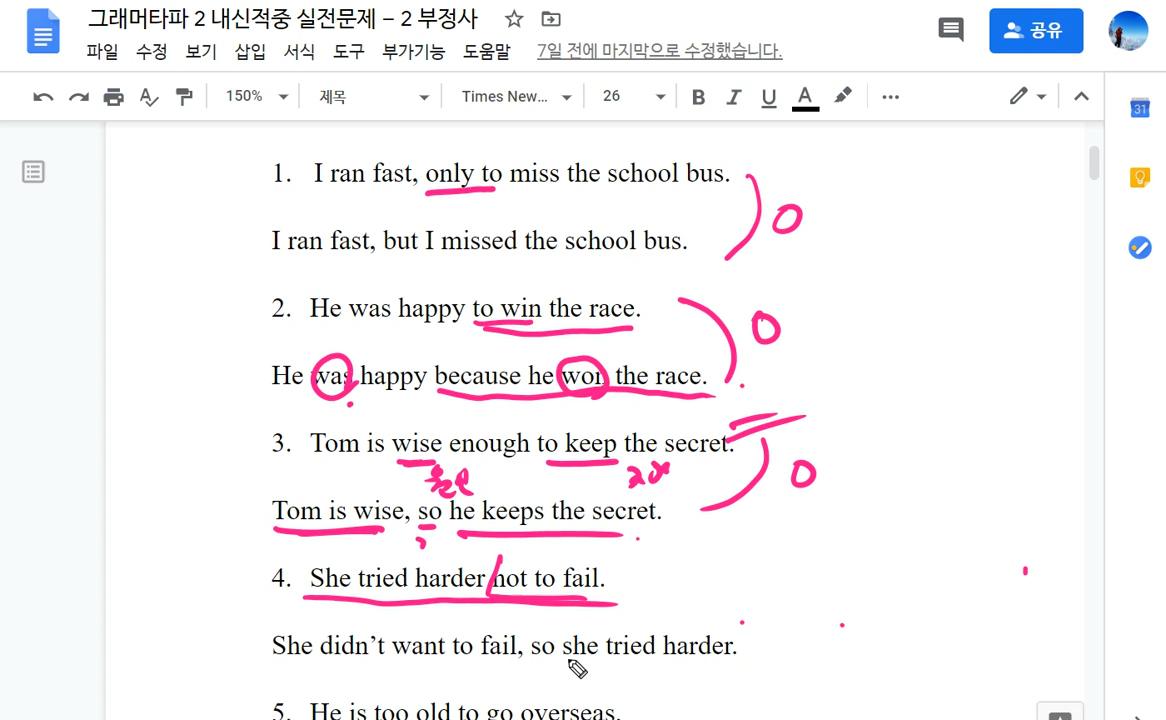 그래머타파 2 내신적중 실전문제 – 2 부정사
파일 수정 보기 삽입 서식 도구 부가기능 도움말 7일 전에 마지막으로 수정했습니다.
공유
150% 제목 Times New... 26 B I U A
31
1. I ran fast, only to miss the school bus.
I ran fast, but I missed the school bus.
2. He was happy to win the race.
He was happy because he won the race.
3. Tom is wise enough to keep the secret.
Tom is wise, so he keeps the secret.
4. She tried harder not to fail.
She didn’t want to fail, so she tried harder.
5. He is too old to go overseas.